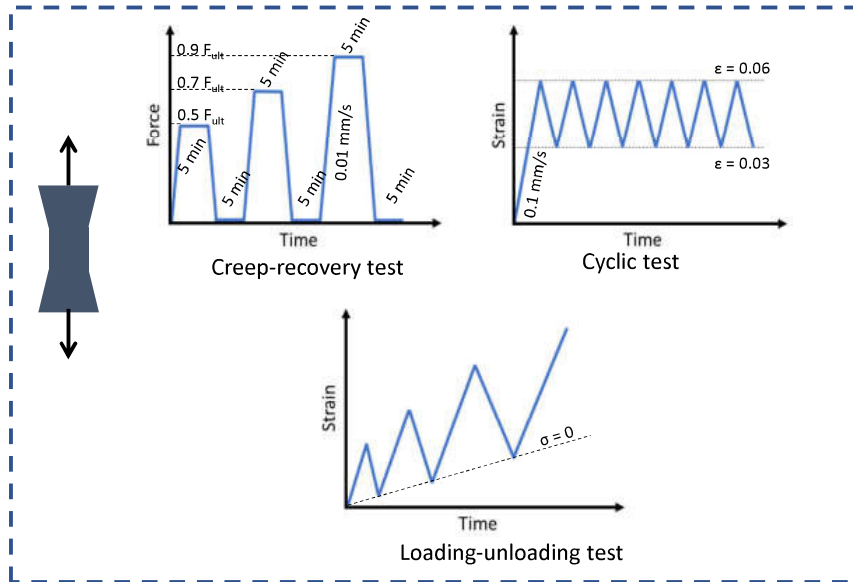 0.9 F_ult
0.7 F_ult
0.5 F_ult
5 min
5 min
5 min
5 min
5 min
0.01 mm/s
5 min
Force
Time
Creep-recovery test
ε = 0.06
ε = 0.03
0.1 mm/s
Strain
Time
Cyclic test
σ = 0
Strain
Time
Loading-unloading test